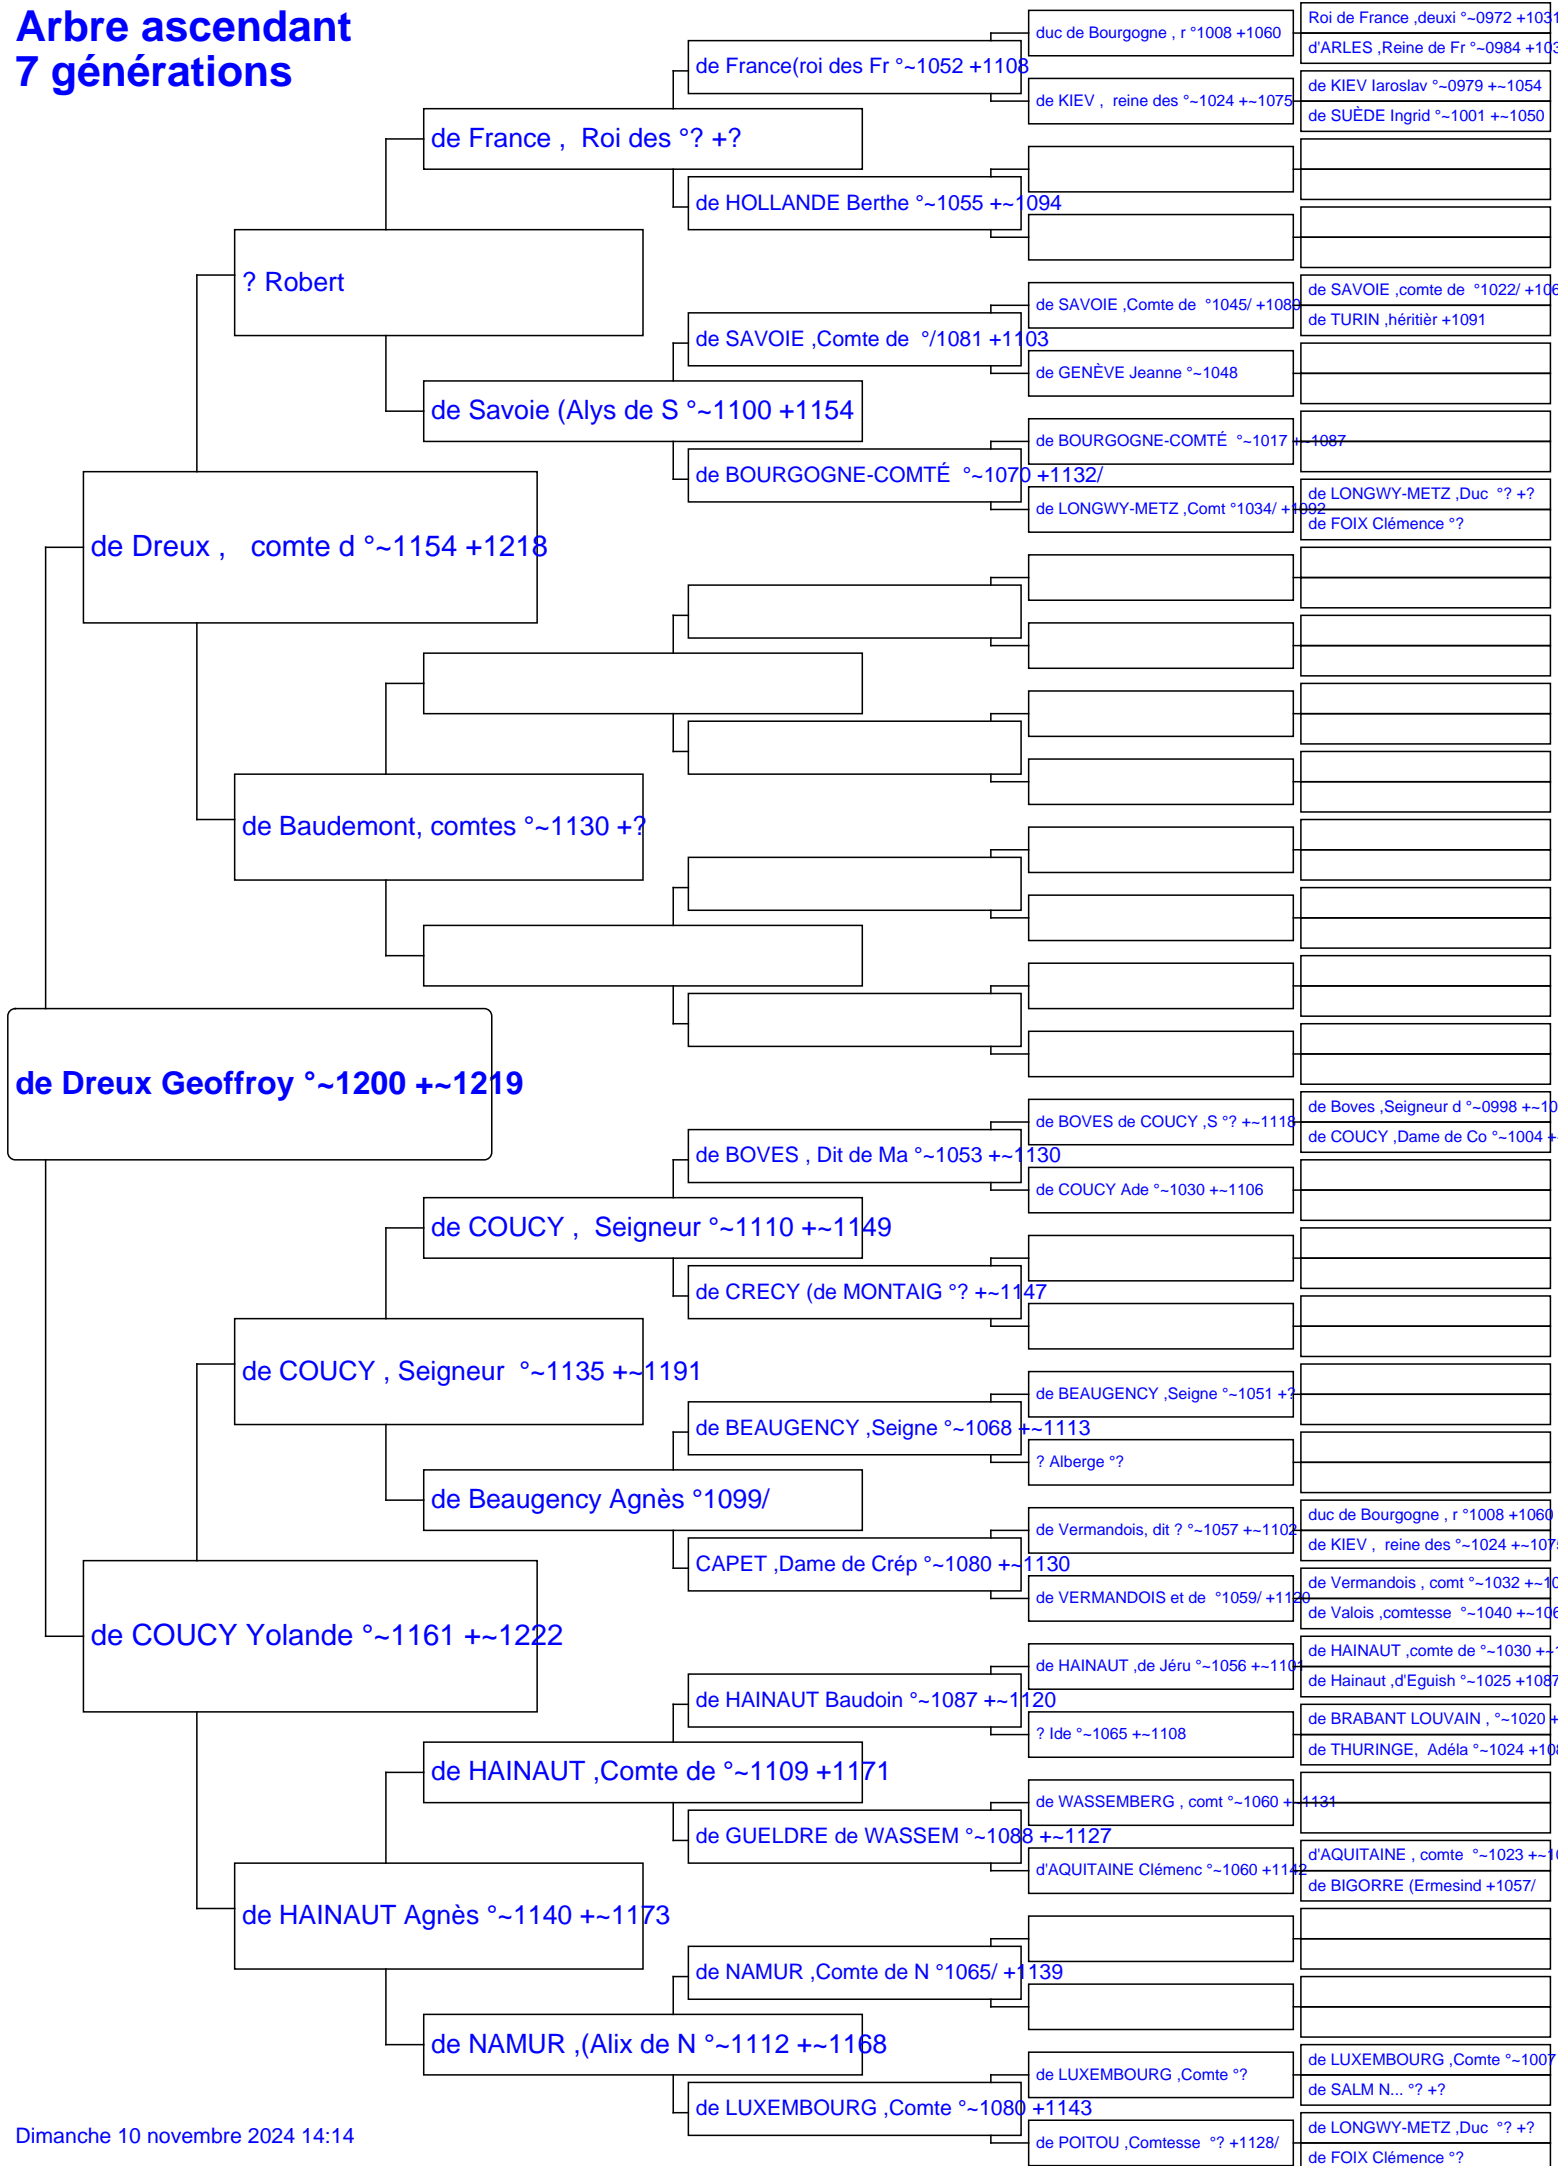 Arbre ascendant
7 générations
duc de Bourgogne , r °1008 +1060
Roi de France ,deuxi °~0972 +1031
d'ARLES ,Reine de Fr °~0984 +103
de France(roi des Fr °~1052 +1108
de KIEV ,  reine des °~1024 +~1075
de KIEV Iaroslav °~0979 +~1054
de SUÈDE Ingrid °~1001 +~1050
de France ,  Roi des °? +?
de HOLLANDE Berthe °~1055 +~1094
? Robert
de SAVOIE ,Comte de  °1045/ +1080
de SAVOIE ,comte de  °1022/ +106
de TURIN ,héritièr +1091
de SAVOIE ,Comte de  °/1081 +1103
de GENÈVE Jeanne °~1048
de Savoie (Alys de S °~1100 +1154
de BOURGOGNE-COMTÉ  °~1017 +~1087
de BOURGOGNE-COMTÉ  °~1070 +1132/
de LONGWY-METZ ,Comt °1034/ +1092
de LONGWY-METZ ,Duc  °? +?
de FOIX Clémence °?
de Dreux ,   comte d °~1154 +1218
de Baudemont, comtes °~1130 +?
de Dreux Geoffroy °~1200 +~1219
de BOVES de COUCY ,S °? +~1118
de Boves ,Seigneur d °~0998 +~10
de COUCY ,Dame de Co °~1004 +
de BOVES , Dit de Ma °~1053 +~1130
de COUCY Ade °~1030 +~1106
de COUCY ,  Seigneur °~1110 +~1149
de CRECY (de MONTAIG °? +~1147
de COUCY , Seigneur  °~1135 +~1191
de BEAUGENCY ,Seigne °~1051 +?
de BEAUGENCY ,Seigne °~1068 +~1113
? Alberge °?
de Beaugency Agnès °1099/
de Vermandois, dit ? °~1057 +~1102
duc de Bourgogne , r °1008 +1060
de KIEV ,  reine des °~1024 +~1075
CAPET ,Dame de Crép °~1080 +~1130
de VERMANDOIS et de  °1059/ +1120
de Vermandois , comt °~1032 +~10
de Valois ,comtesse  °~1040 +~106
de COUCY Yolande °~1161 +~1222
de HAINAUT ,de Jéru °~1056 +~1101
de HAINAUT ,comte de °~1030 +~1
de Hainaut ,d'Eguish °~1025 +1087
de HAINAUT Baudoin °~1087 +~1120
? Ide °~1065 +~1108
de BRABANT LOUVAIN , °~1020 +
de THURINGE,  Adéla °~1024 +108
de HAINAUT ,Comte de °~1109 +1171
de WASSEMBERG , comt °~1060 +~1131
de GUELDRE de WASSEM °~1088 +~1127
d'AQUITAINE Clémenc °~1060 +1142
d'AQUITAINE , comte  °~1023 +~10
de BIGORRE (Ermesind +1057/
de HAINAUT Agnès °~1140 +~1173
de NAMUR ,Comte de N °1065/ +1139
de NAMUR ,(Alix de N °~1112 +~1168
de LUXEMBOURG ,Comte °?
de LUXEMBOURG ,Comte °~1007
de SALM N... °? +?
de LUXEMBOURG ,Comte °~1080 +1143
de POITOU ,Comtesse  °? +1128/
de LONGWY-METZ ,Duc  °? +?
de FOIX Clémence °?
Dimanche 10 novembre 2024 14:14